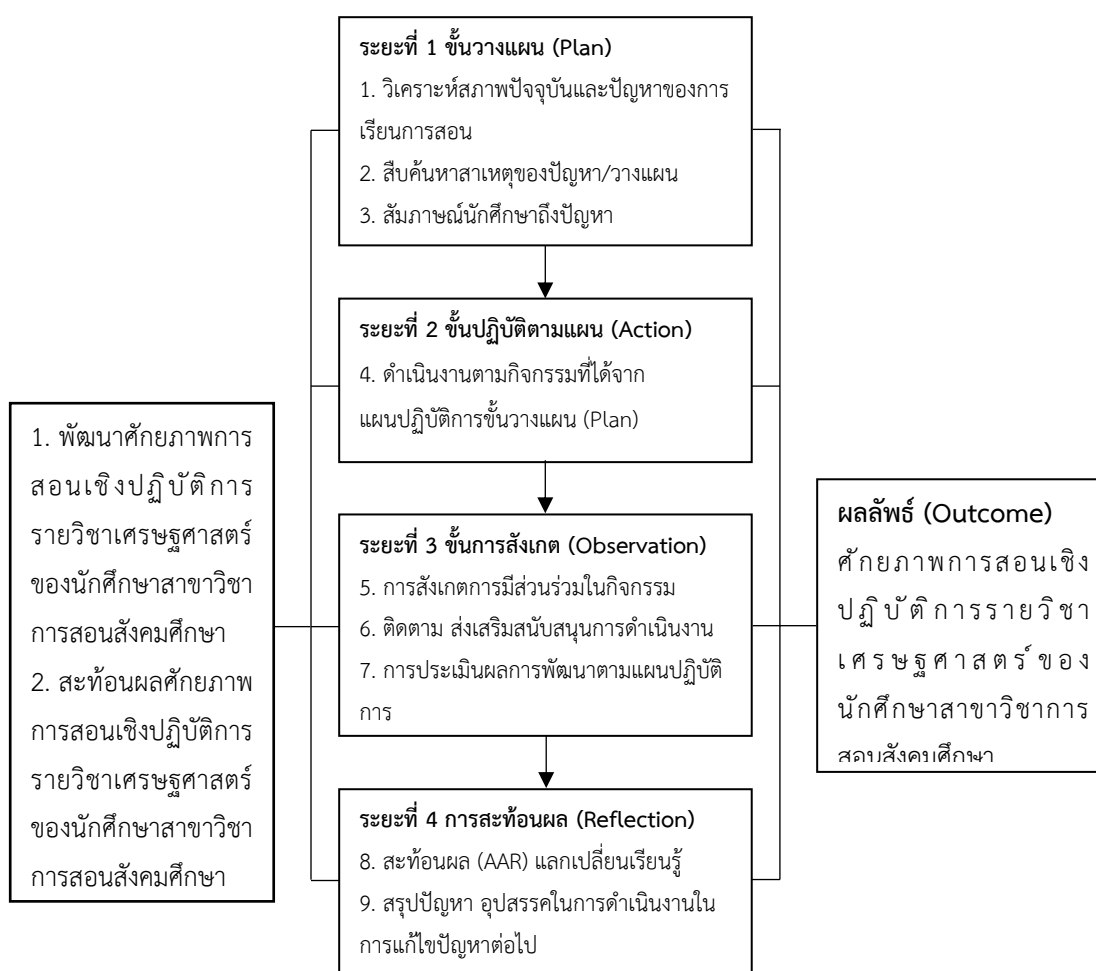 ระยะที่ 1 ขั้นวางแผน (Plan)
1. วิเคราะห์สภาพปัจจุบันและปัญหาของการ
เรียนการสอน
2. สืบค้นหาสาเหตุของปัญหา/วางแผน
3. สัมภาษณ์นักศึกษาถึงปัญหา
ระยะที่ 2 ขั้นปฏิบัติตามแผน (Action)
4. ดำเนินงานตามกิจกรรมที่ได้จาก
แผนปฏิบัติการขั้นวางแผน (Plan)
1. พัฒนาศักยภาพการ
สอนเชิงปฏิบัติการ
รายวิชาเศรษฐศาสตร์
ของนักศึกษาสาขาวิชา
การสอนสังคมศึกษา
2. สะท้อนผลศักยภาพ
การสอนเชิงปฏิบัติการ
รายวิชาเศรษฐศาสตร์
ของนักศึกษาสาขาวิชา
การสอนสังคมศึกษา
ระยะที่ 3 ขั้นการสังเกต (Observation)
5. การสังเกตการมีส่วนร่วมในกิจกรรม
6. ติดตาม ส่งเสริมสนับสนุนการดำเนินงาน
7. การประเมินผลการพัฒนาตามแผนปฏิบัติ
การ
ผลลัพธ์ (Outcome)
ศักยภาพการสอนเชิง
ปฏิบัติการรายวิชา
เศรษฐศาสตร์ของ
นักศึกษาสาขาวิชาการ
สอนสังคมศึกษา
ระยะที่ 4 การสะท้อนผล (Reflection)
8. สะท้อนผล (AAR) แลกเปลี่ยนเรียนรู้
9. สรุปปัญหา อุปสรรคในการดำเนินงานใน
การแก้ไขปัญหาต่อไป